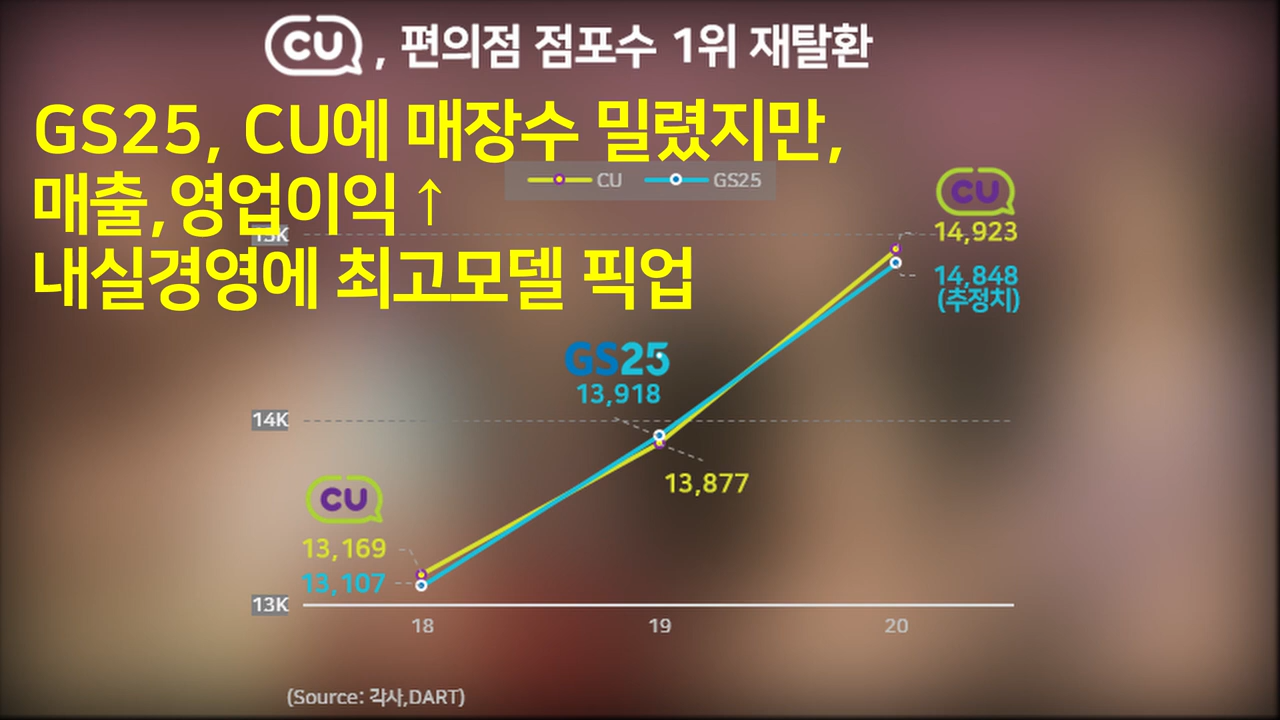 CU, 편의점 점포수 1위 재탈환
GS25, CU에 매장수 밀렸지만,
매출,영업이익↑
내실경영에 최고모델 픽업
CU GS25
15K
CU
14,923
14,848
(추정치)
GS25
13,918
14K
13,877
CU
13,169
13,107
13K
18 19 20
(Source: 각사,DART)